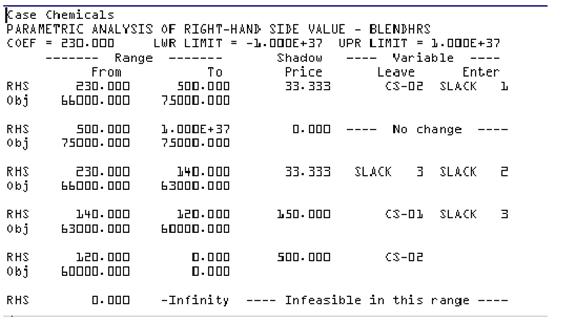 Case Chemicals
PARAMETRIC ANALYSIS OF RIGHT-HAND SIDE VALUE - BLENDHRS
COEF = 230.000 LWR LIMIT = -1.000E+37 UPR LIMIT = 1.000E+37
------- Range ------- Shadow ---- Variable ----
From To Price Leave Enter
RHS 230.000 500.000 33.333 CS-02 SLACK 1
Obj 66000.000 75000.000
RHS 500.000 1.000E+37 0.000 ---- No change ----
Obj 75000.000 75000.000
RHS 230.000 140.000 33.333 SLACK 3 SLACK 2
Obj 66000.000 63000.000
RHS 140.000 120.000 150.000 CS-01 SLACK 3
Obj 63000.000 60000.000
RHS 120.000 0.000 500.000 CS-02
Obj 60000.000 0.000
RHS 0.000 -Infinity ---- Infeasible in this range ----